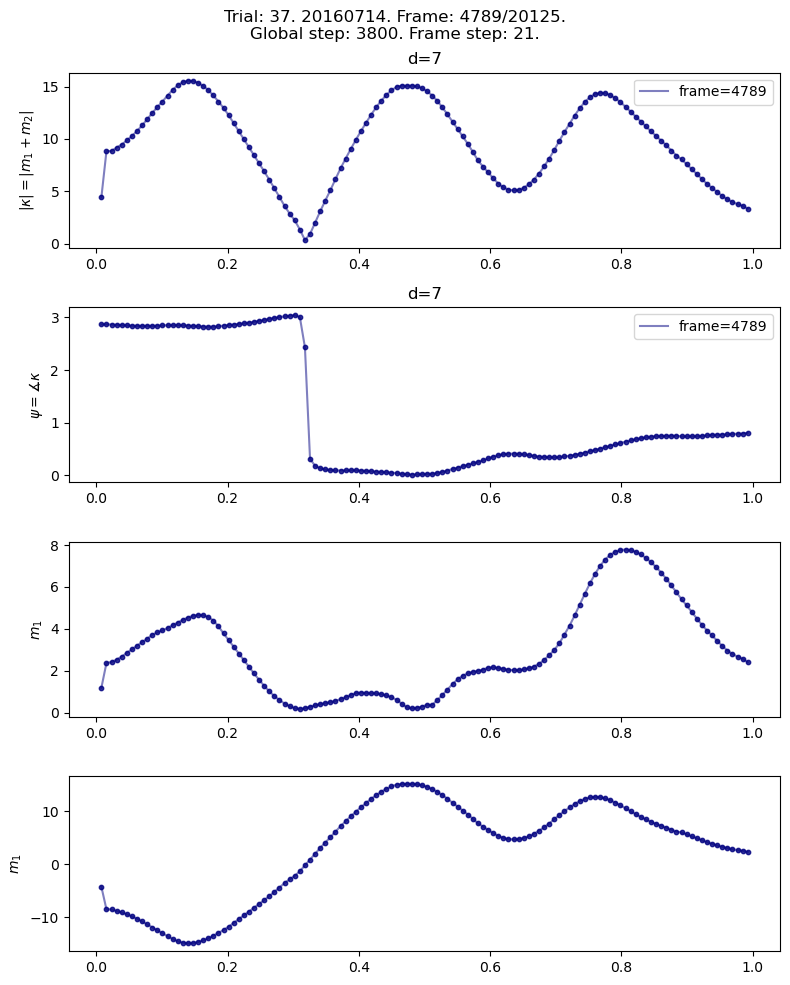 Trial: 37. 20160714. Frame: 4789/20125.
Global step: 3800. Frame step: 21.
d=7
|κ| = |m₁ + m₂|
15
10
5
0
frame=4789
0.0 0.2 0.4 0.6 0.8 1.0
d=7
ψ = ∡κ
3
2
1
0
frame=4789
0.0 0.2 0.4 0.6 0.8 1.0
m₁
8
6
4
2
0
0.0 0.2 0.4 0.6 0.8 1.0
m₁
10
0
−10
0.0 0.2 0.4 0.6 0.8 1.0